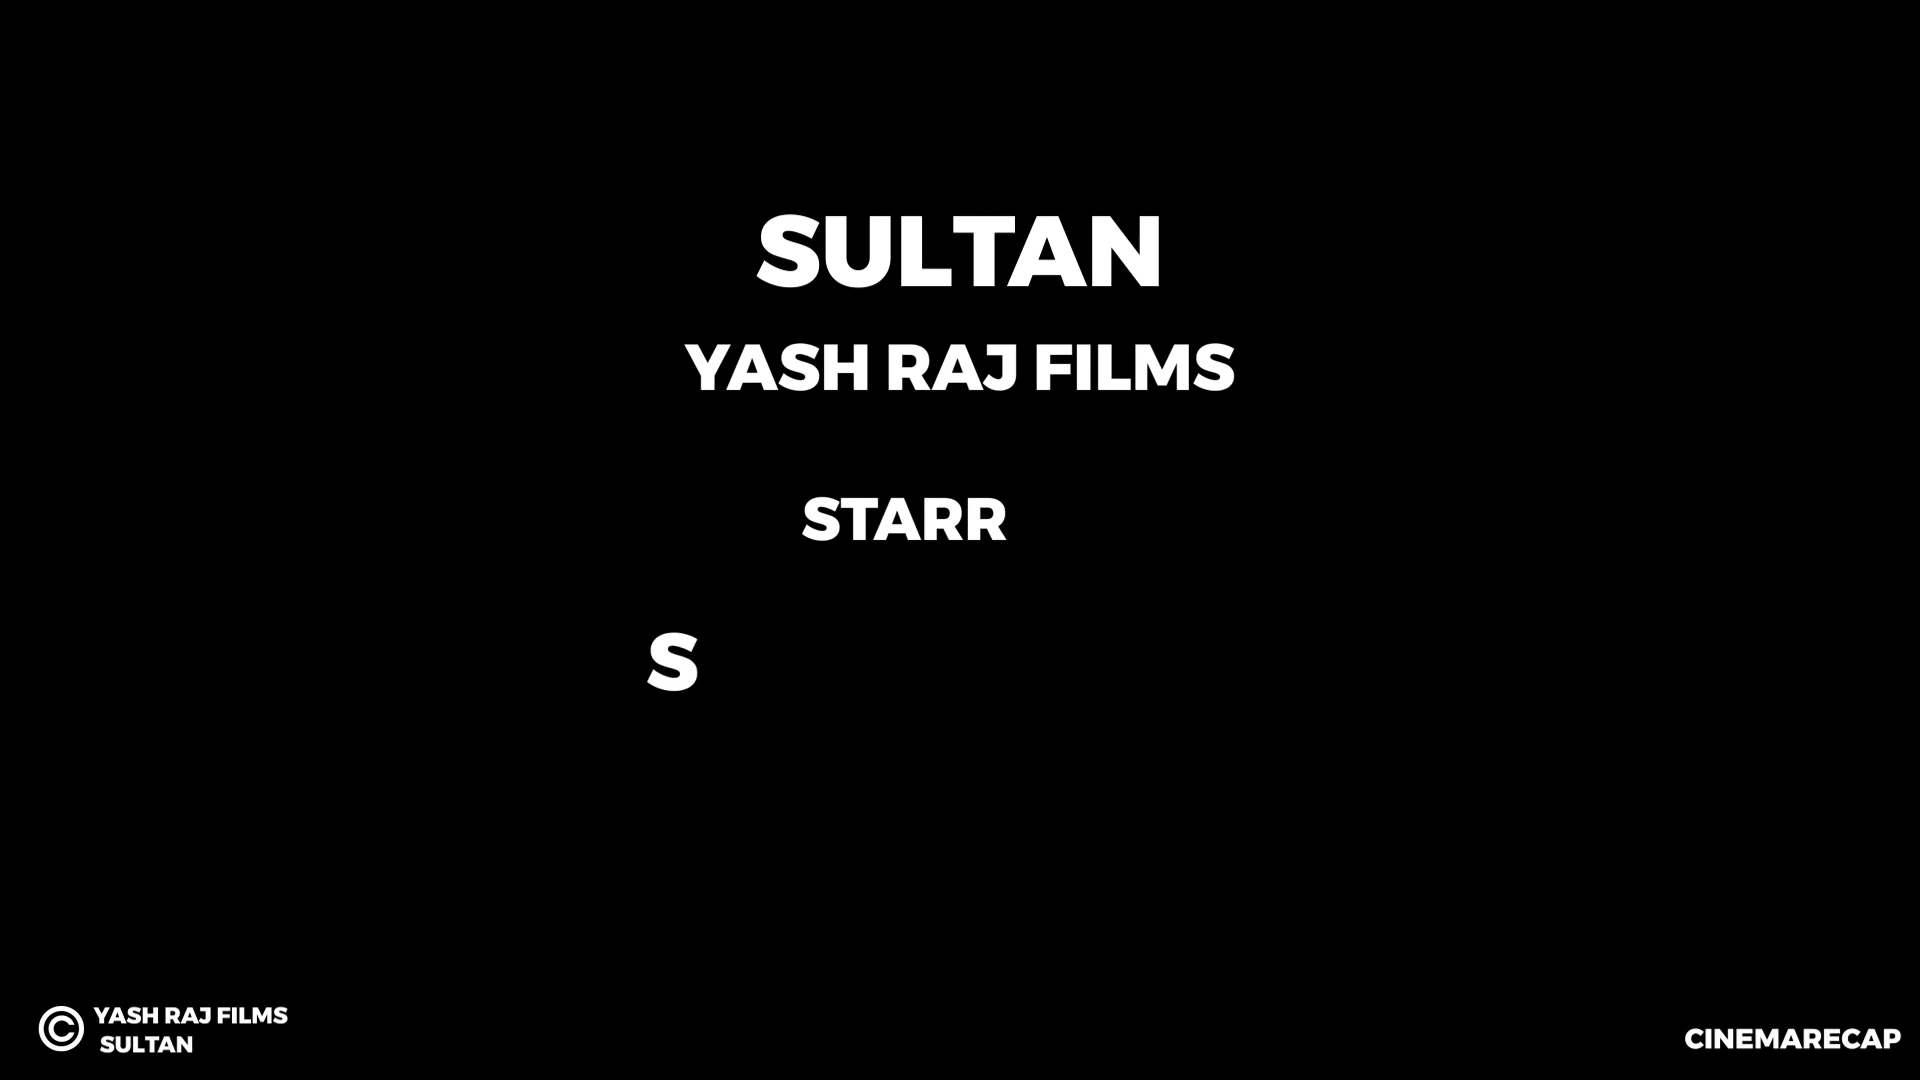 SULTAN
YASH RAJ FILMS
STARR
S
© YASH RAJ FILMS
SULTAN
CINEMARECAP